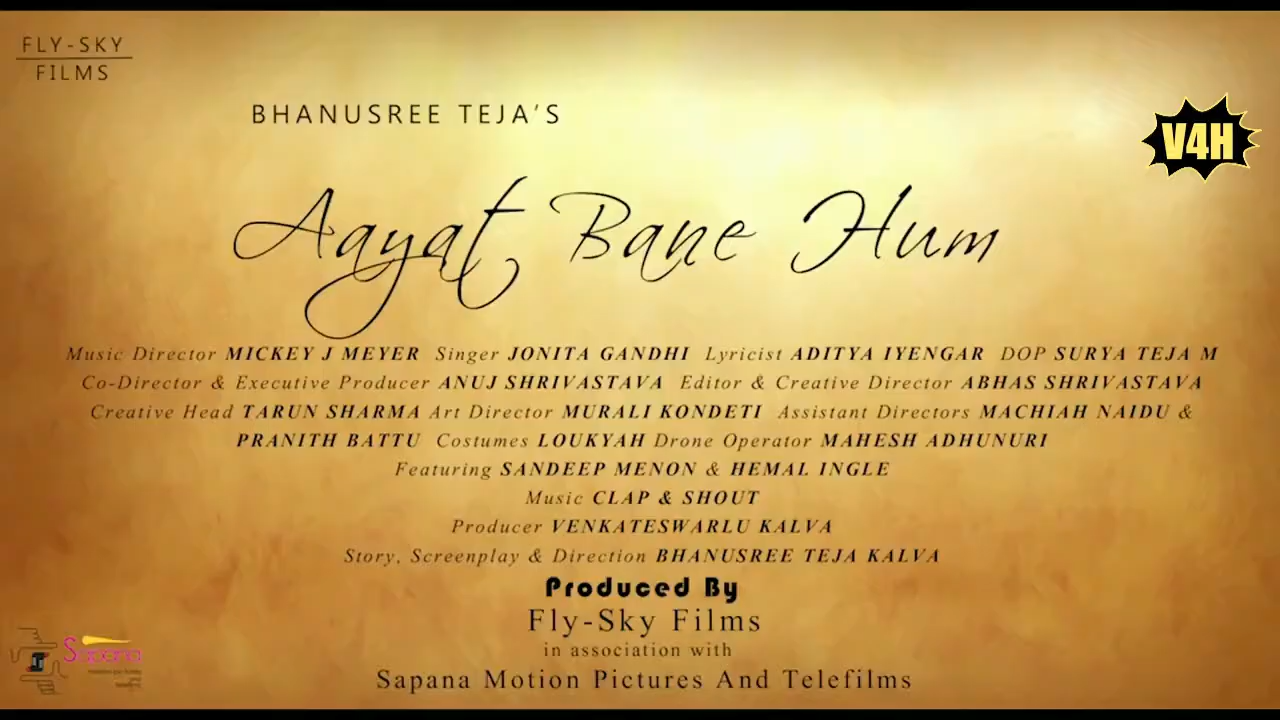 FLY-SKY
FILMS
BHANUSREE TEJA'S
V4H
Aayat Bane Hum
Music Director MICKEY J MEYER Singer JONITA GANDHI Lyricist ADITYA IYENGAR DOP SURYA TEJA M
Co-Director & Executive Producer ANUJ SHRIVASTAVA Editor & Creative Director ABHAS SHRIVASTAVA
Creative Head TARUN SHARMA Art Director MURALI KONDETI Assistant Directors MACHIAH NAIDU &
PRANITH BATTU Costumes LOUKYAH Drone Operator MAHESH ADHUNURI
Featuring SANDEEP MENON & HEMAL INGLE
Music CLAP & SHOUT
Producer VENKATESWARLU KALVA
Story, Screenplay & Direction BHANUSREE TEJA KALVA
Produced By
Fly-Sky Films
in association with
Sapana Motion Pictures And Telefilms
Sapana